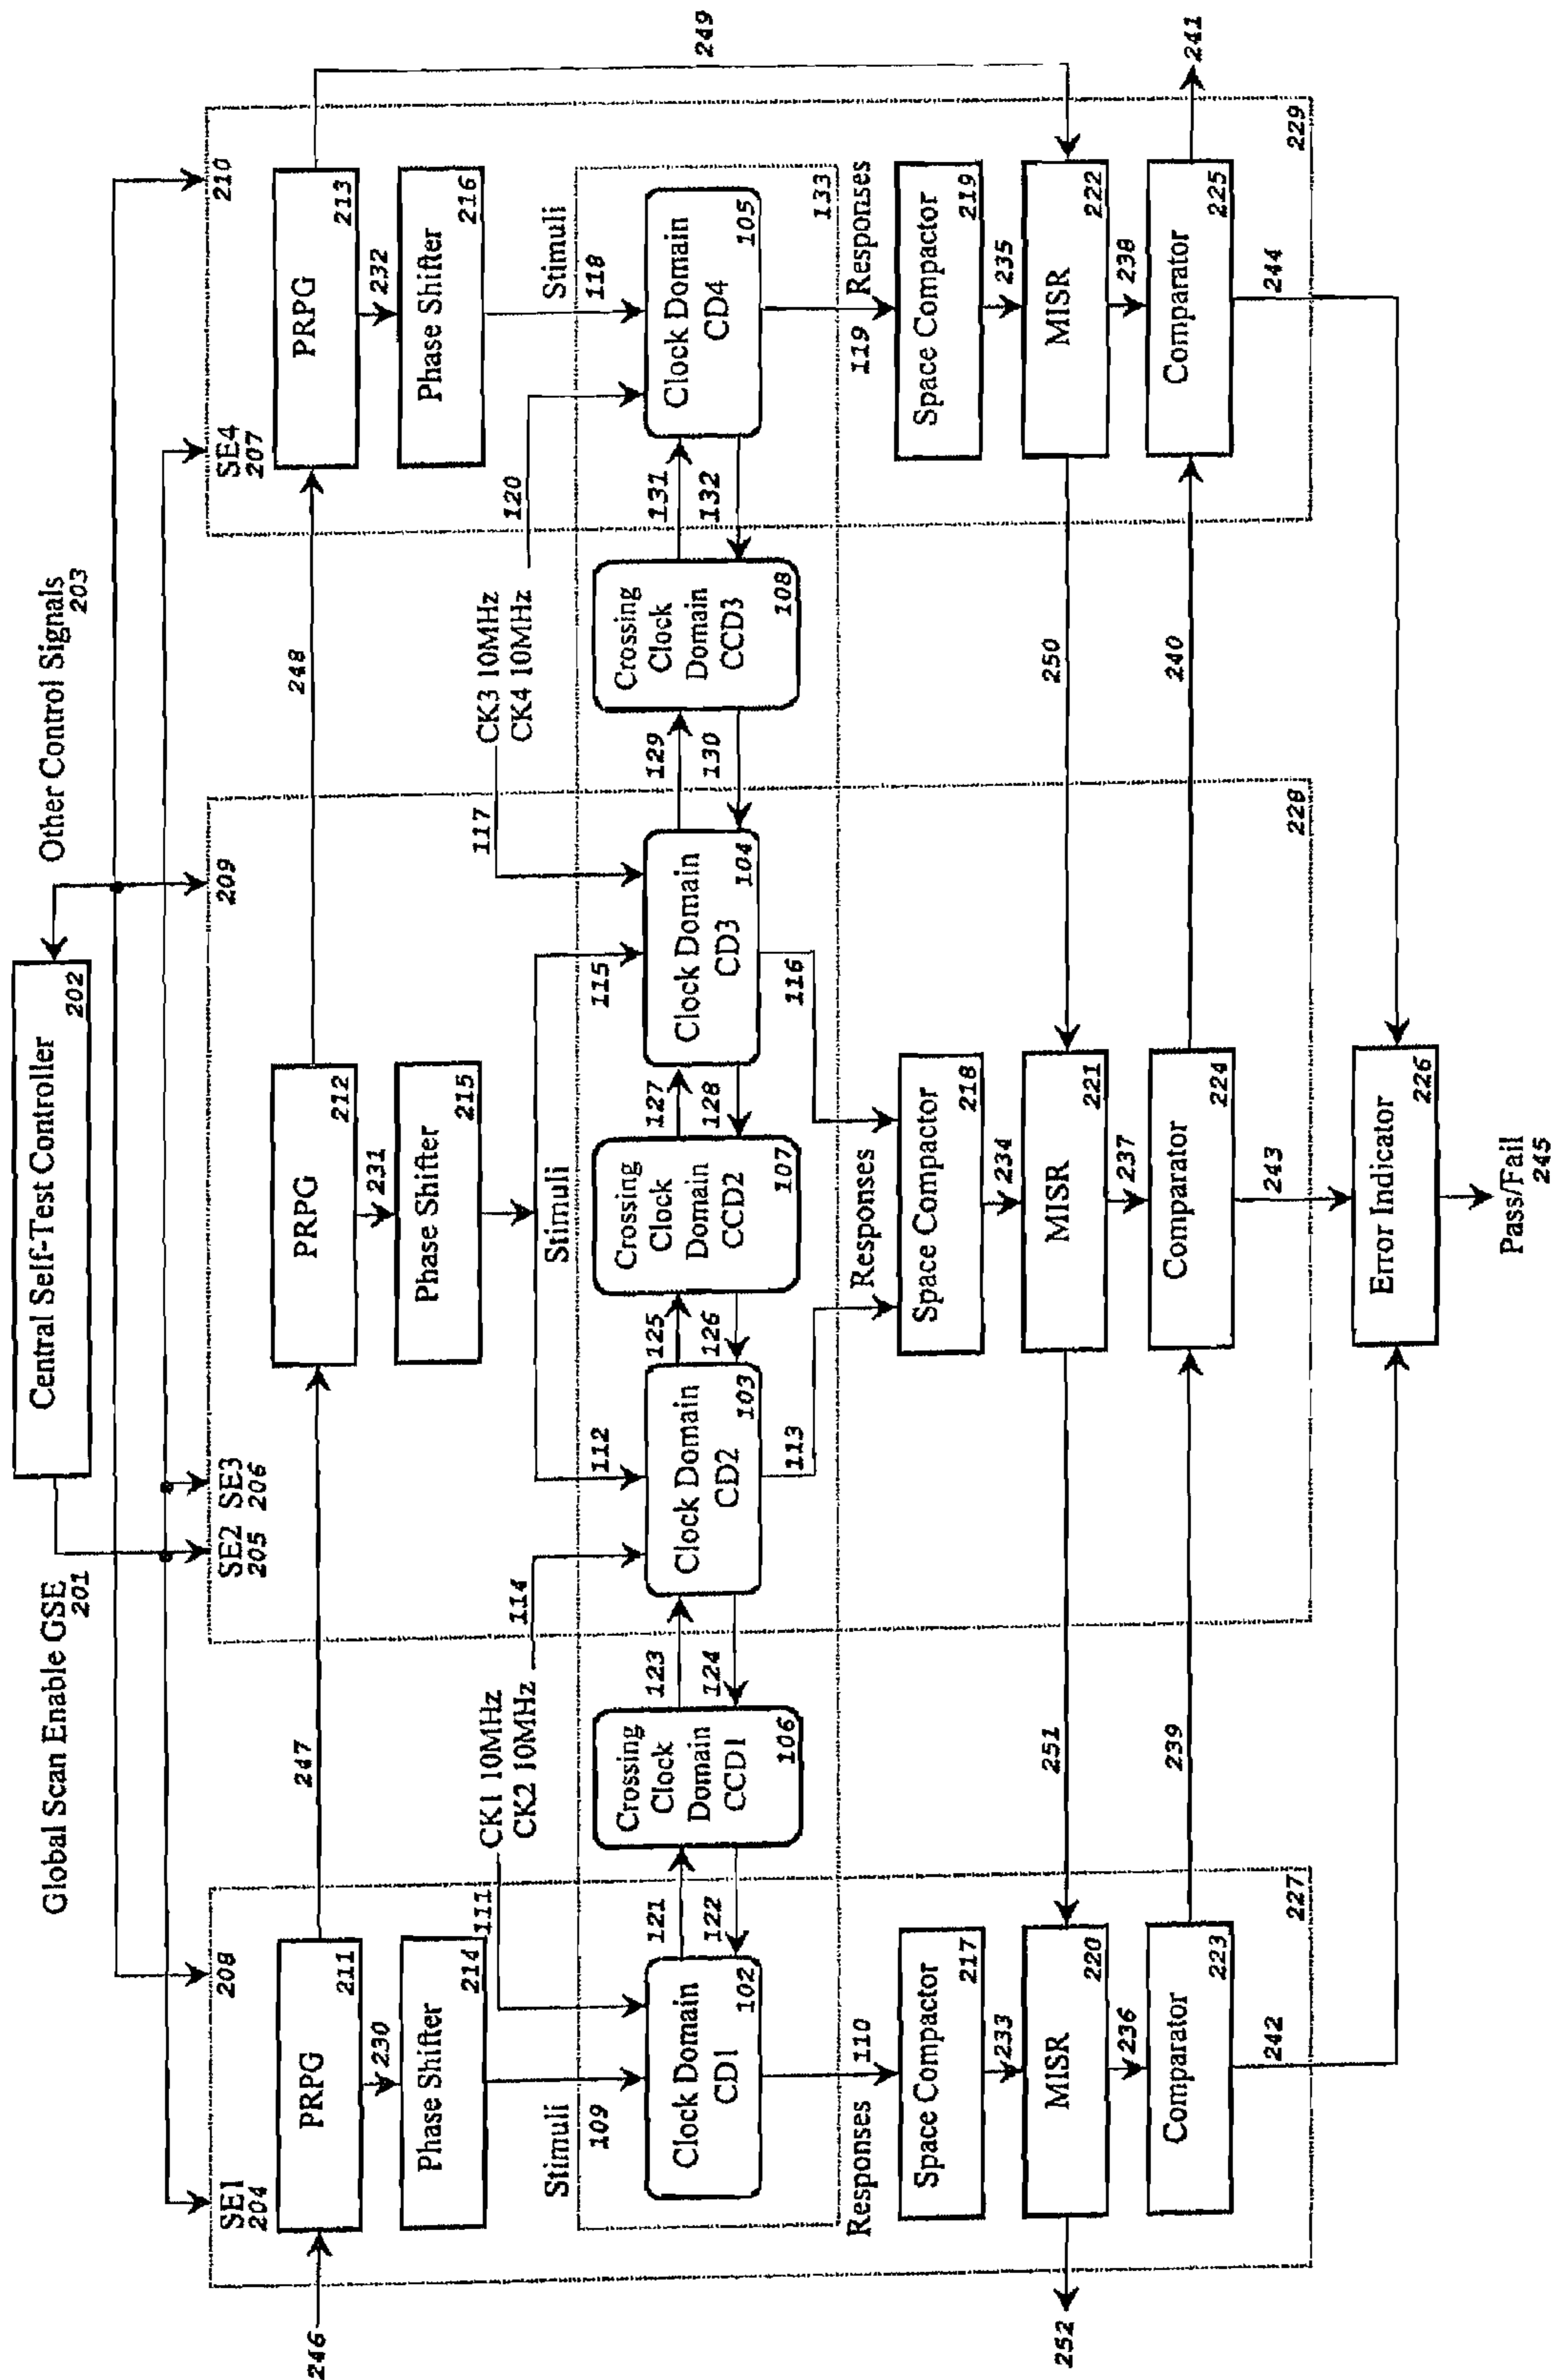 Central Self-Test Controller
202
Global Scan Enable GSE
201
Other Control Signals
203
SE1
204
208
SE2
205
SE3
206
209
SE4
207
210
246
PRPG
211
247
PRPG
212
248
PRPG
213
249
230
231
232
Phase Shifter
214
Phase Shifter
215
Phase Shifter
216
111
CK1 10MHz
CK2 10MHz
114
117
CK3 10MHz
CK4 10MHz
120
Stimuli
109
112
Stimuli
115
Stimuli
118
Clock Domain
CD1
102
121
122
Crossing
Clock
Domain
CCD1
106
123
124
Clock Domain
CD2
103
125
126
Crossing
Clock
Domain
CCD2
107
127
128
Clock Domain
CD3
104
129
130
Crossing
Clock
Domain
CCD3
108
131
132
Clock Domain
CD4
105
133
Responses
110
113
Responses
116
119
Responses
Space Compactor
217
Space Compactor
218
Space Compactor
219
233
234
235
252
MISR
220
251
MISR
221
250
MISR
222
236
237
238
Comparator
223
239
Comparator
224
240
Comparator
225
241
242
243
244
227
228
229
Error Indicator
226
Pass/Fail
245